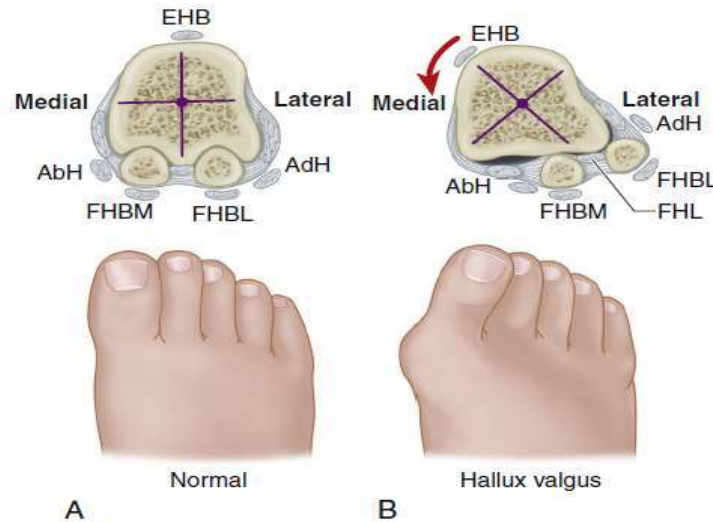 EHB
Medial
Lateral
AbH
AdH
FHBM
FHBL
EHB
Medial
Lateral
AdH
AbH
FHBL
FHBM
FHL
Normal
Hallux valgus
A
B